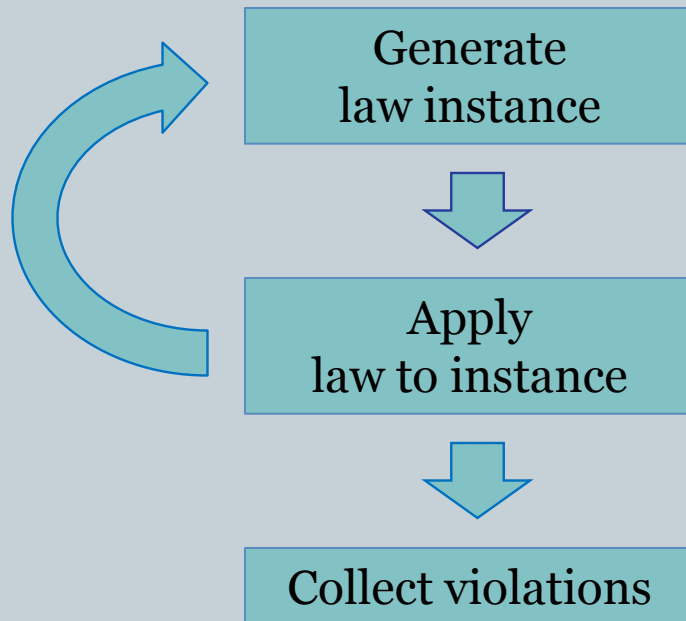 Generate
law instance
Apply
law to instance
Collect violations